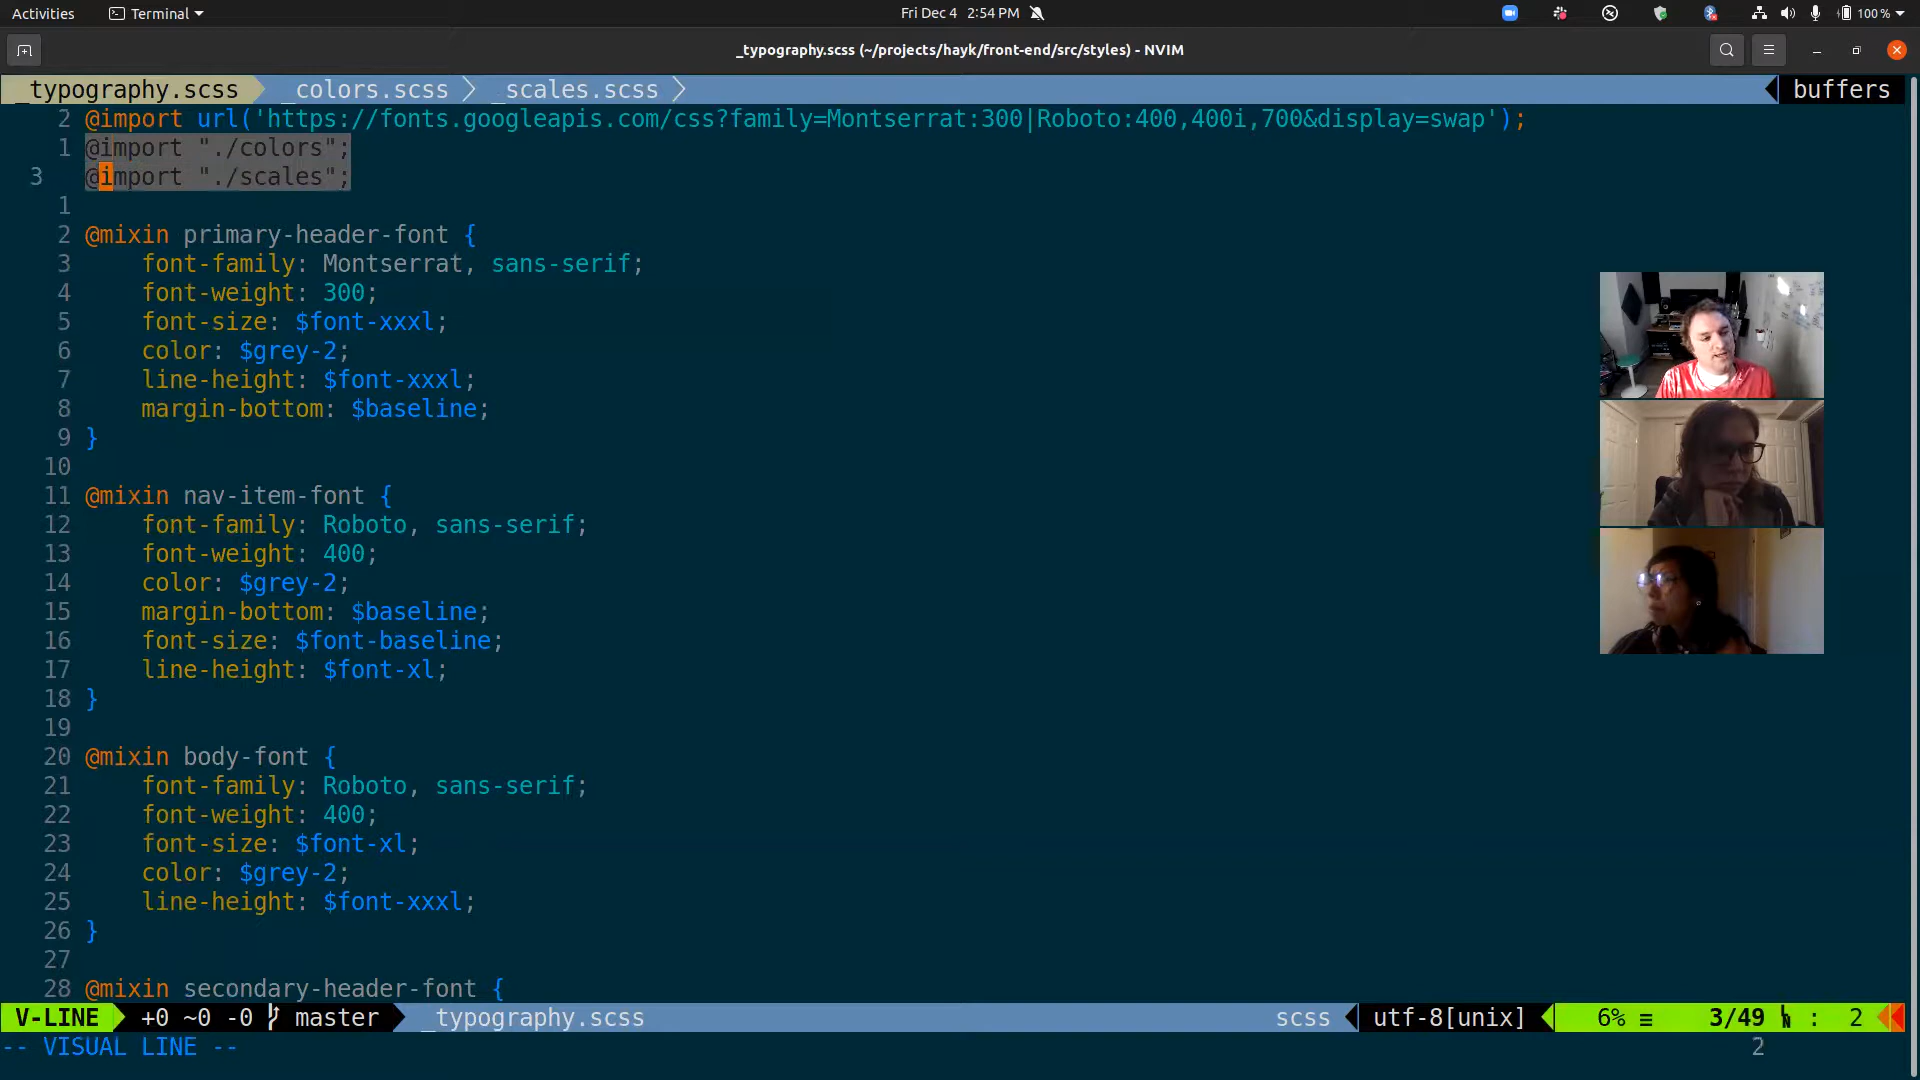 Activities Terminal Fri Dec 4 2:54 PM 100 %
_typography.scss (~/projects/hayk/front-end/src/styles) - NVIM
_typography.scss _colors.scss _scales.scss buffers
2 @import url('https://fonts.googleapis.com/css?family=Montserrat:300|Roboto:400,400i,700&display=swap');
1 @import "./colors";
3 @import "./scales";
1
2 @mixin primary-header-font {
3 font-family: Montserrat, sans-serif;
4 font-weight: 300;
5 font-size: $font-xxxl;
6 color: $grey-2;
7 line-height: $font-xxxl;
8 margin-bottom: $baseline;
9 }
10
11 @mixin nav-item-font {
12 font-family: Roboto, sans-serif;
13 font-weight: 400;
14 color: $grey-2;
15 margin-bottom: $baseline;
16 font-size: $font-baseline;
17 line-height: $font-xl;
18 }
19
20 @mixin body-font {
21 font-family: Roboto, sans-serif;
22 font-weight: 400;
23 font-size: $font-xl;
24 color: $grey-2;
25 line-height: $font-xxxl;
26 }
27
28 @mixin secondary-header-font {
V-LINE +0 ~0 -0 master _typography.scss scss utf-8[unix] 6% ≡ 3/49 : 2
-- VISUAL LINE -- 2